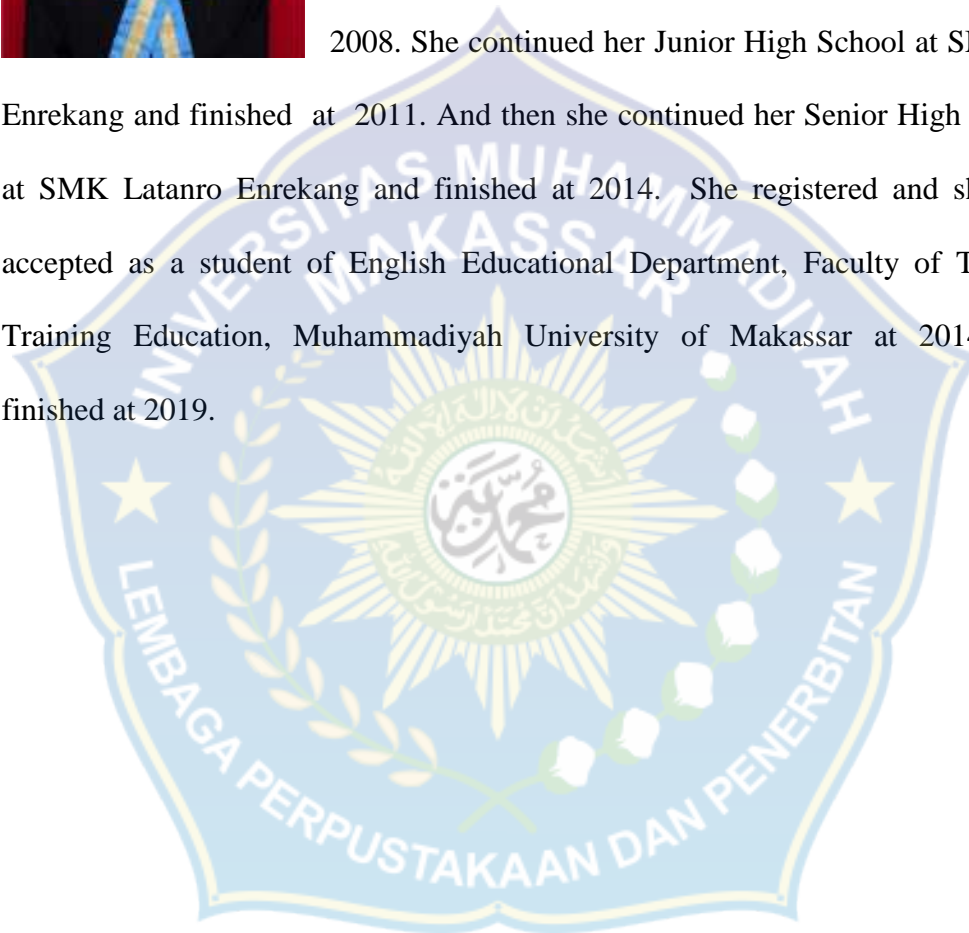 2008. She continued her Junior High School at
Enrekang and finished at 2011. And then she continued her Senior High
at SMK Latanro Enrekang and finished at 2014. She registered and
accepted as a student of English Educational Department, Faculty of
Training Education, Muhammadiyah University of Makassar at 2014
finished at 2019.
UNIVERSITAS MUHAMMADIYAH
MAKASSAR
LEMBAGA PERPUSTAKAAN DAN PENERBITAN